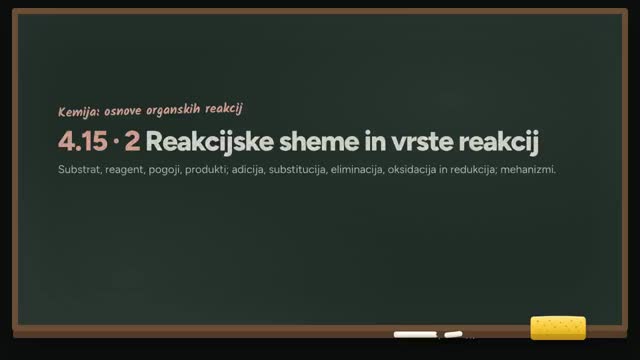 Kemija: osnove organskih reakcij
4.15 · 2 Reakcijske sheme in vrste reakcij
Substrat, reagent, pogoji, produkti; adicija, substitucija, eliminacija, oksidacija in redukcija; mehanizmi.